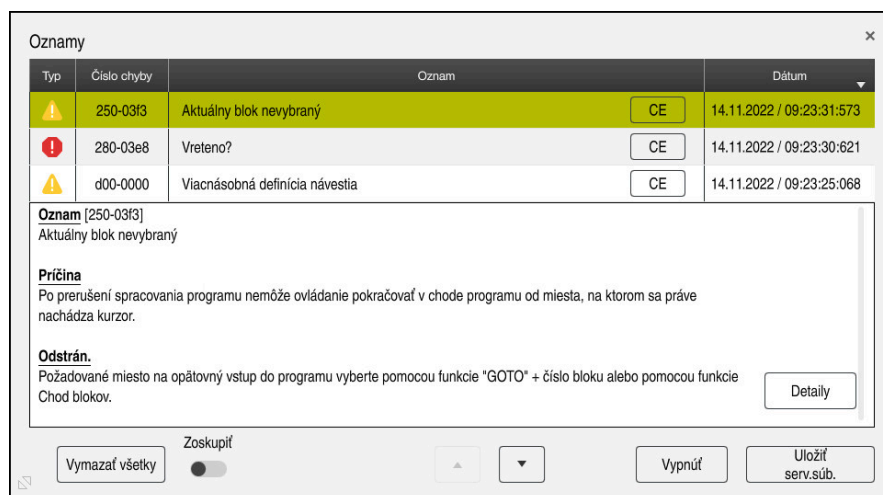 Oznamy
Typ Číslo chyby Oznam Dátum
250-03f3 Aktuálny blok nevybraný CE 14.11.2022 / 09:23:31:573
280-03e8 Vreteno? CE 14.11.2022 / 09:23:30:621
d00-0000 Viacnásobná definícia návestia CE 14.11.2022 / 09:23:25:068
Oznam [250-03f3]
Aktuálny blok nevybraný
Príčina
Po prerušení spracovania programu nemôže ovládanie pokračovať v chode programu od miesta, na ktorom sa práve
nachádza kurzor.
Odstrán.
Požadované miesto na opätovný vstup do programu vyberte pomocou funkcie "GOTO" + číslo bloku alebo pomocou funkcie
Chod blokov.
Detaily
Vymazať všetky
Zoskupiť
Vypnúť
Uložiť
serv.súb.